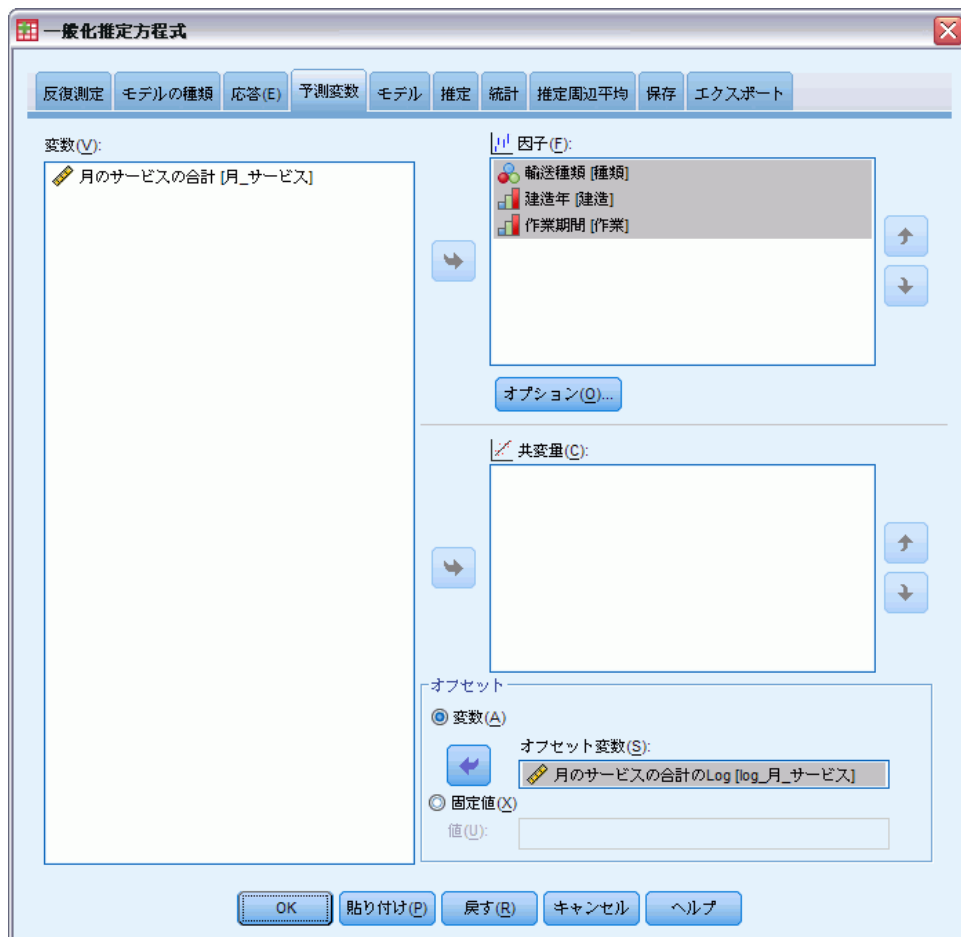 一般化推定方程式
反復測定 モデルの種類 応答(E) 予測変数 モデル 推定 統計 推定周辺平均 保存 エクスポート
変数(V):
月のサービスの合計 [月_サービス]
因子(F):
輸送種類 [種類]
建造年 [建造]
作業期間 [作業]
オプション(O)...
共変量(C):
オフセット
変数(A)
オフセット変数(S):
月のサービスの合計のLog [log_月_サービス]
固定値(X)
値(U):
OK 貼り付け(P) 戻す(R) キャンセル ヘルプ